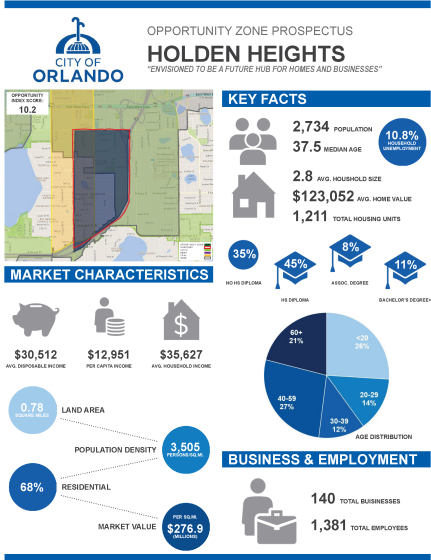 CITY OF
ORLANDO
OPPORTUNITY ZONE PROSPECTUS
HOLDEN HEIGHTS
"ENVISIONED TO BE A FUTURE HUB FOR HOMES AND BUSINESSES"
OPPORTUNITY
INDEX SCORE:
10.2
KEY FACTS
2,734 POPULATION
37.5 MEDIAN AGE
10.8%
HOUSEHOLD
UNEMPLOYMENT
2.8 AVG. HOUSHOLD SIZE
$123,052 AVG. HOME VALUE
1,211 TOTAL HOUSING UNITS
35%
NO HS DIPLOMA
45%
HS DIPLOMA
8%
ASSOC. DEGREE
11%
BACHELOR'S DEGREE+
MARKET CHARACTERISTICS
$30,512
AVG. DISPOSABLE INCOME
$12,951
PER CAPITA INCOME
$35,627
AVG. HOUSEHOLD INCOME
0.78
SQUARE MILES
LAND AREA
POPULATION DENSITY
3,505
PERSONS/SQ.MI.
68%
RESIDENTIAL
MARKET VALUE
PER SQ.MI.
$276.9
(MILLIONS)
60+
21%
<20
26%
20-29
14%
30-39
12%
40-59
27%
AGE DISTRIBUTION
BUSINESS & EMPLOYMENT
140 TOTAL BUISINESSES
1,381 TOTAL EMPLOYEES